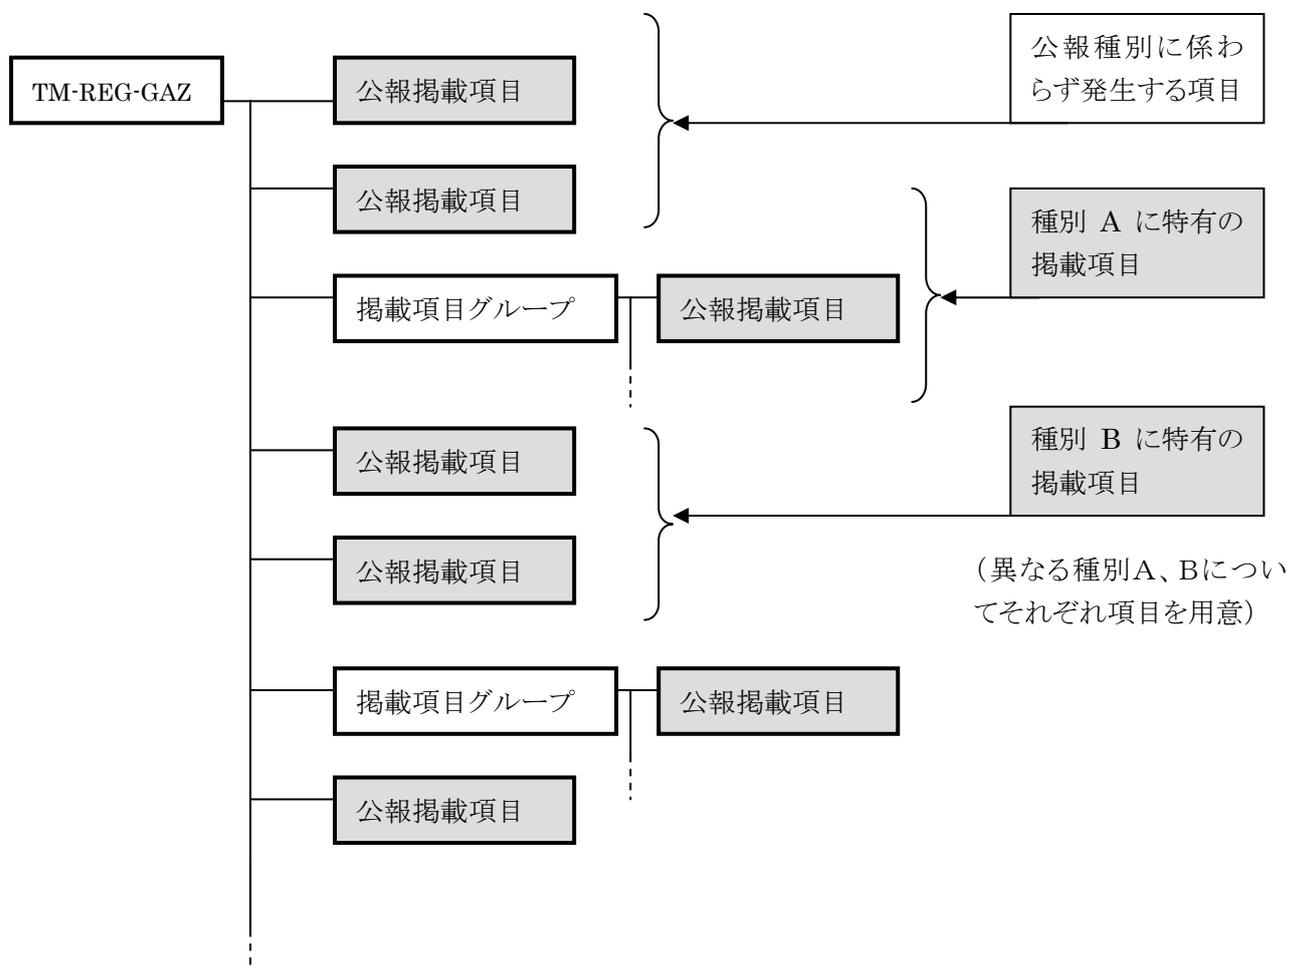 公報種別に係わ
らず発生する項目
TM-REG-GAZ
公報掲載項目
公報掲載項目
種別 A に特有の
掲載項目
掲載項目グループ
公報掲載項目
種別 B に特有の
掲載項目
公報掲載項目
公報掲載項目
（異なる種別Ａ、Ｂについ
てそれぞれ項目を用意）
掲載項目グループ
公報掲載項目
公報掲載項目